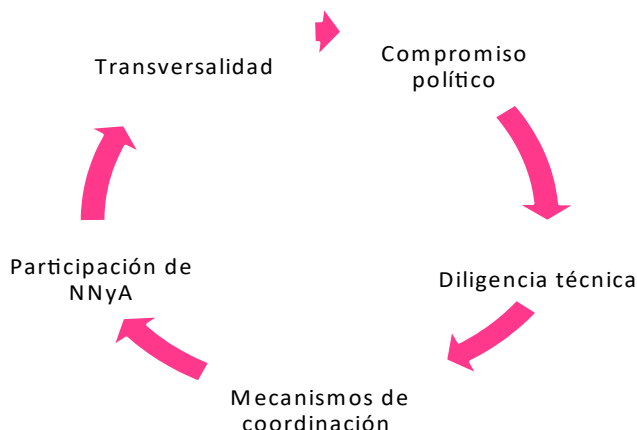 Transversalidad
Compromiso
político
Diligencia técnica
Mecanismos de
coordinación
Participación de
NNyA